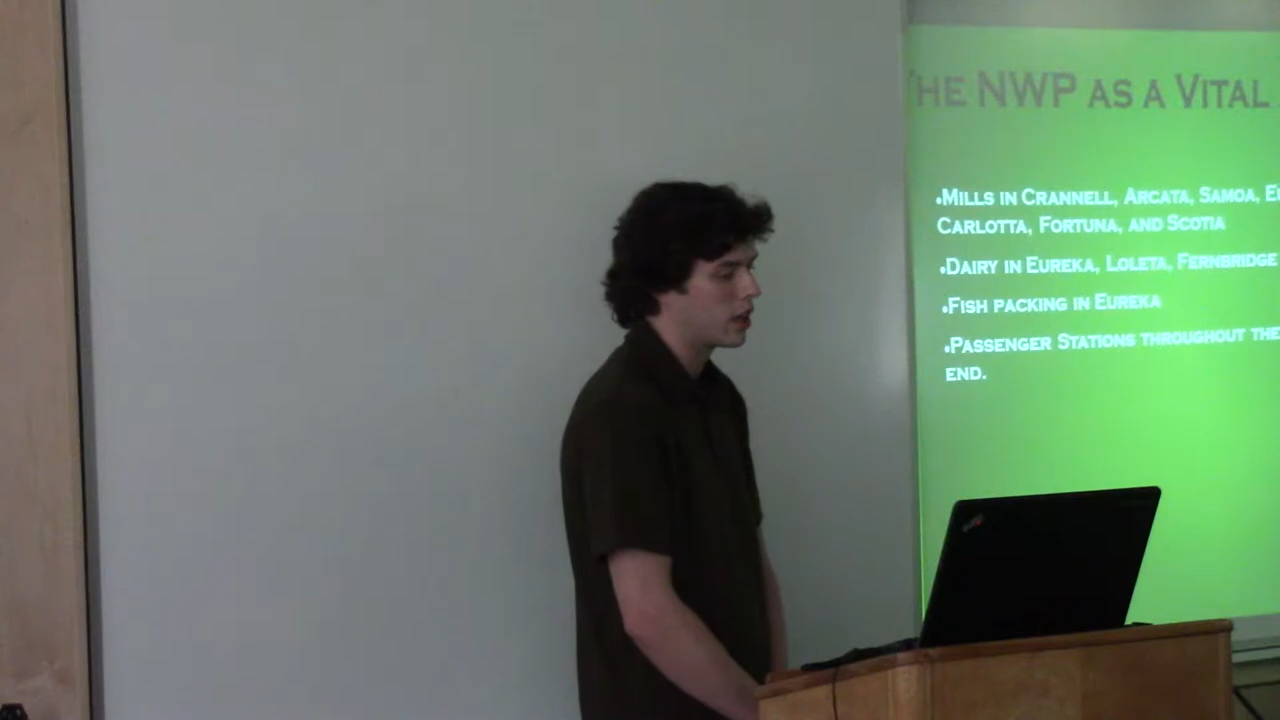 THE NWP AS A VITAL
•MILLS IN CRANNELL, ARCATA, SAMOA,
CARLOTTA, FORTUNA, AND SCOTIA
•DAIRY IN EUREKA, LOLETA, FERNBRIDGE
•FISH PACKING IN EUREKA
•PASSENGER STATIONS THROUGHOUT THE
END.